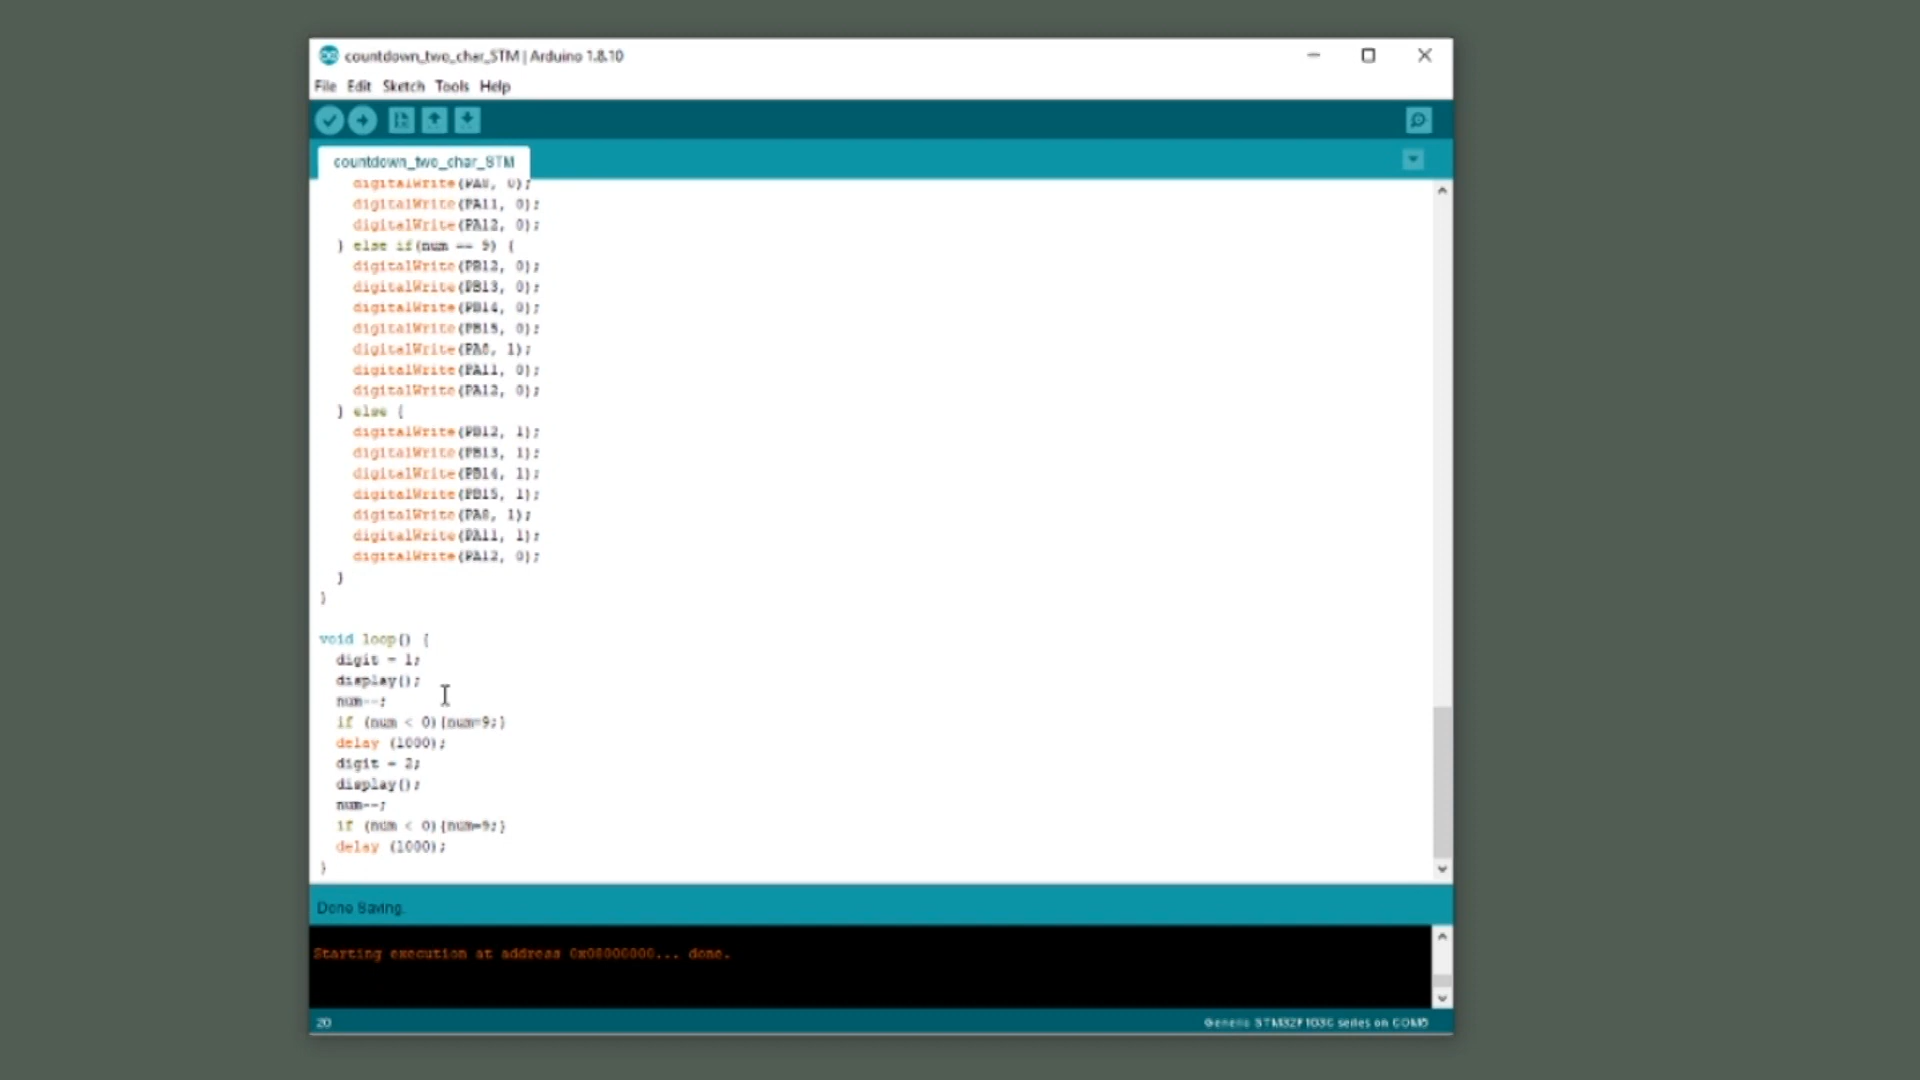 countdown_two_char_STM | Arduino 1.8.10
File Edit Sketch Tools Help
countdown_two_char_STM
digitalWrite(PA8, 0);
digitalWrite(PA11, 0);
digitalWrite(PA12, 0);
} else if(num == 9) {
digitalWrite(PB12, 0);
digitalWrite(PB13, 0);
digitalWrite(PB14, 0);
digitalWrite(PB15, 0);
digitalWrite(PA8, 1);
digitalWrite(PA11, 0);
digitalWrite(PA12, 0);
} else {
digitalWrite(PB12, 1);
digitalWrite(PB13, 1);
digitalWrite(PB14, 1);
digitalWrite(PB15, 1);
digitalWrite(PA8, 1);
digitalWrite(PA11, 1);
digitalWrite(PA12, 0);
}
}
void loop() {
digit = 1;
display();
num--;
if (num < 0){num=9;}
delay (1000);
digit = 2;
display();
num--;
if (num < 0){num=9;}
delay (1000);
}
Done Saving.
Starting execution at address 0x08000000... done.
20
Generic STM32F103C series on COM5